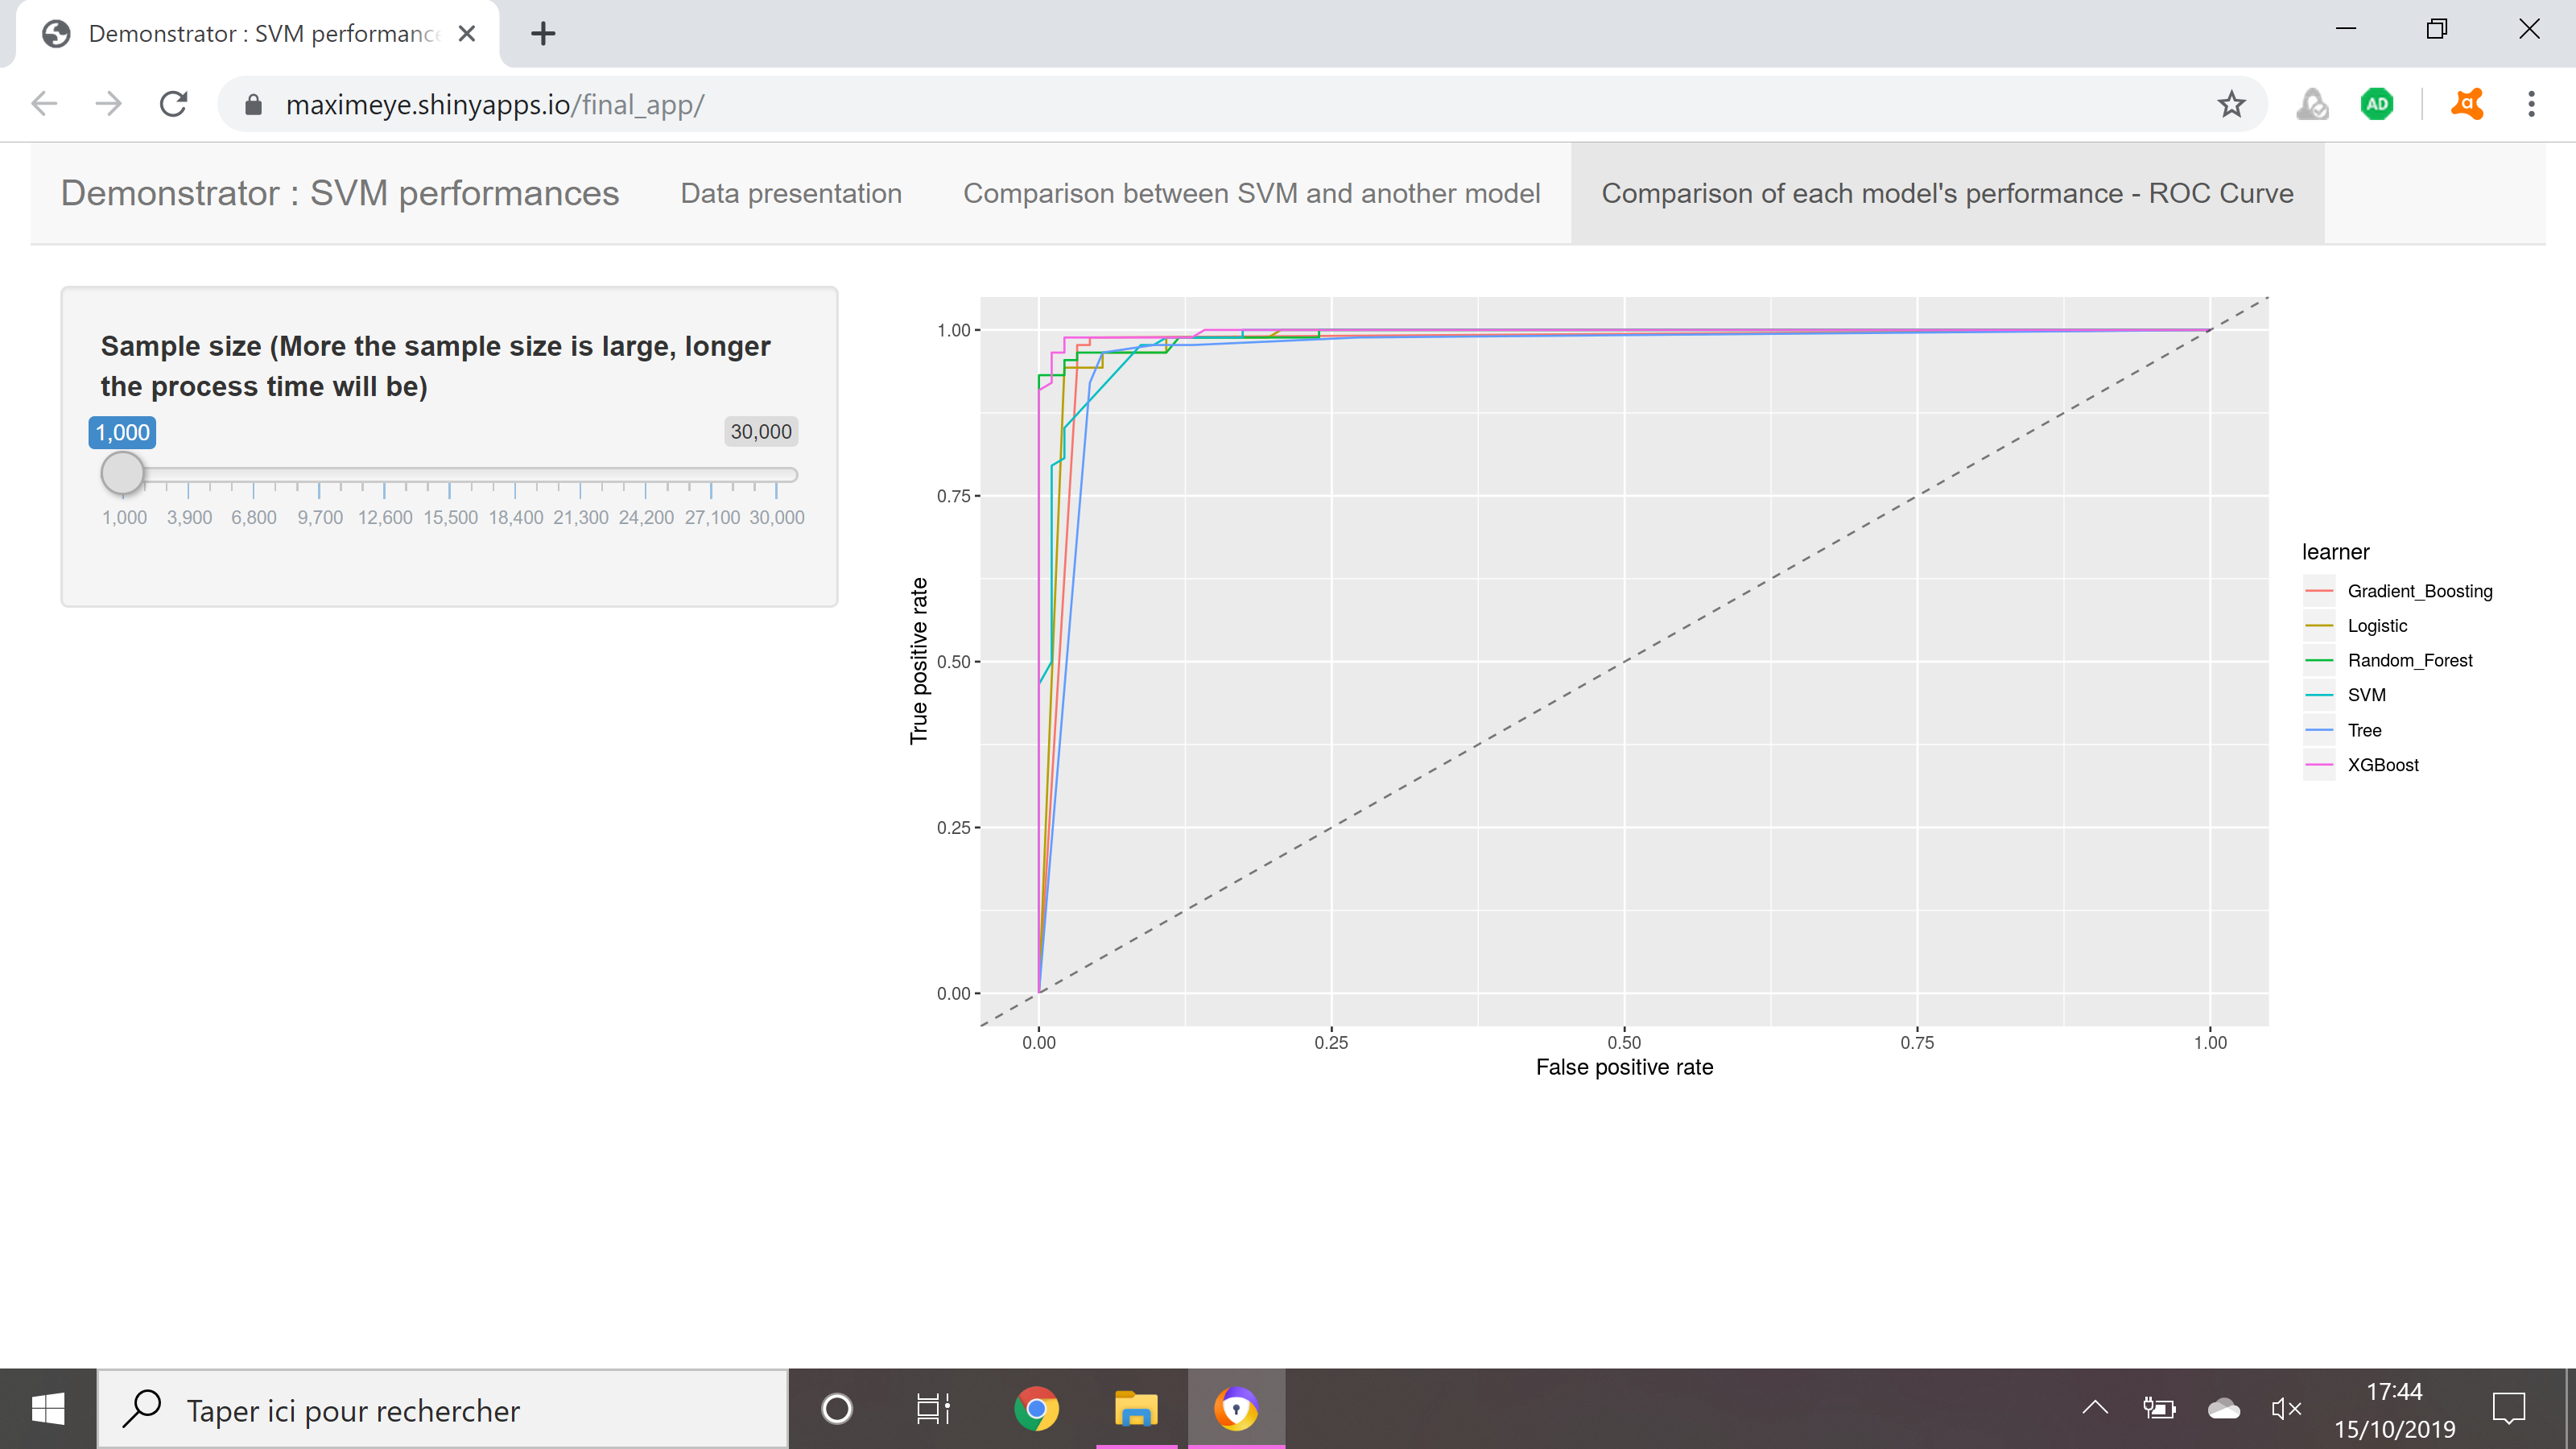 Demonstrator : SVM performanc
maximeye.shinyapps.io/final_app/
AD
a
Demonstrator : SVM performances
Data presentation
Comparison between SVM and another model
Comparison of each model's performance - ROC Curve
Sample size (More the sample size is large, longer
the process time will be)
1,000
30,000
1,000 3,900 6,800 9,700 12,600 15,500 18,400 21,300 24,200 27,100 30,000
True positive rate
1.00
0.75
0.50
0.25
0.00
0.00 0.25 0.50 0.75 1.00
False positive rate
learner
Gradient_Boosting
Logistic
Random_Forest
SVM
Tree
XGBoost
Taper ici pour rechercher
17:44
15/10/2019